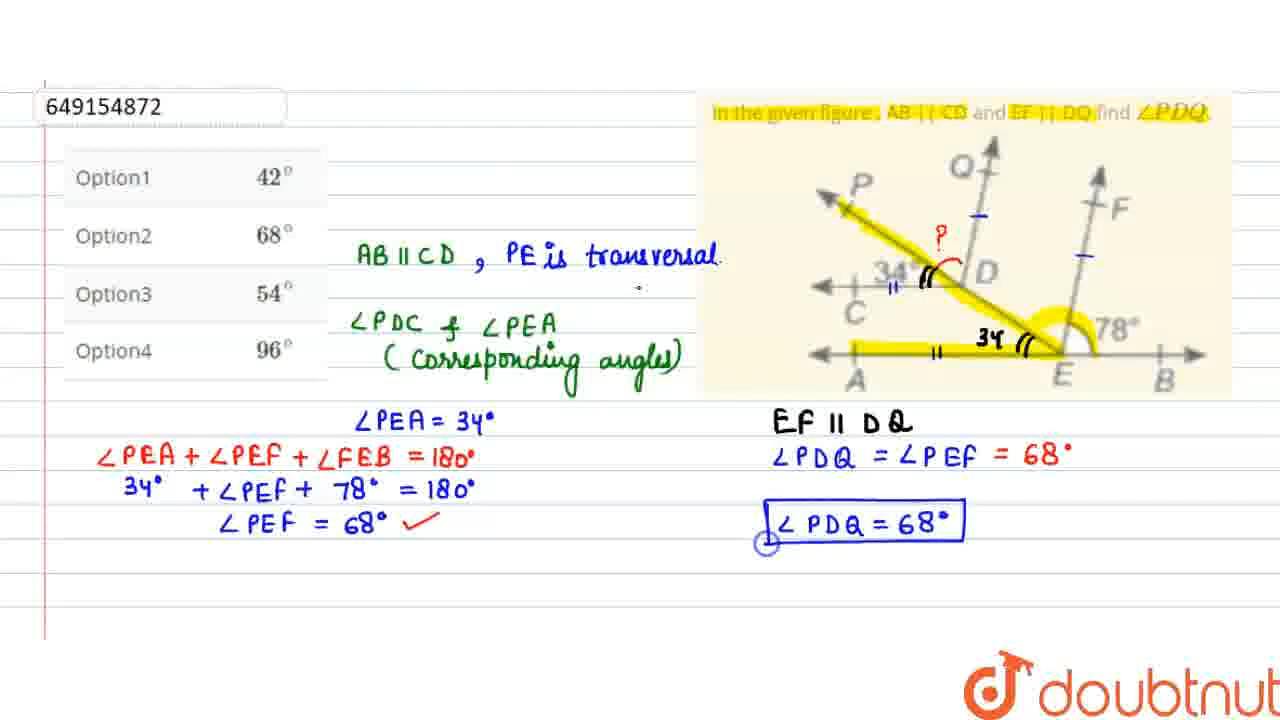 649154872
In the given figure , AB || CD and EF || DQ find ∠PDQ.
Option1 42°
Option2 68°
Option3 54°
Option4 96°
P
Q
F
?
34°
D
C
34
78°
A
E
B
AB || CD , PE is transversal.
∠PDC & ∠PEA
(corresponding angles)
∠PEA = 34°
∠PEA + ∠PEF + ∠FEB = 180°
34° + ∠PEF + 78° = 180°
∠PEF = 68° ✓
EF || DQ
∠PDQ = ∠PEF = 68°
∠PDQ = 68°
doubtnut